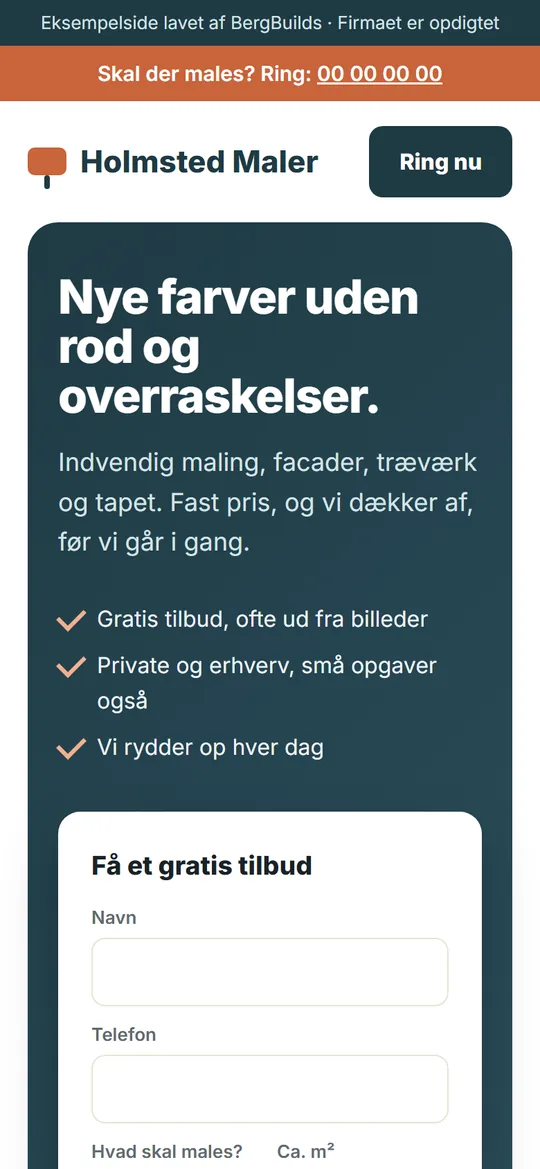 Eksempelside lavet af BergBuilds · Firmaet er opdigtet
Skal der males? Ring: 00 00 00 00
Holmsted Maler
Ring nu
Nye farver uden
rod og
overraskelser.
Indvendig maling, facader, træværk
og tapet. Fast pris, og vi dækker af,
før vi går i gang.
Gratis tilbud, ofte ud fra billeder
Private og erhverv, små opgaver
også
Vi rydder op hver dag
Få et gratis tilbud
Navn
Telefon
Hvad skal males?
Ca. m²